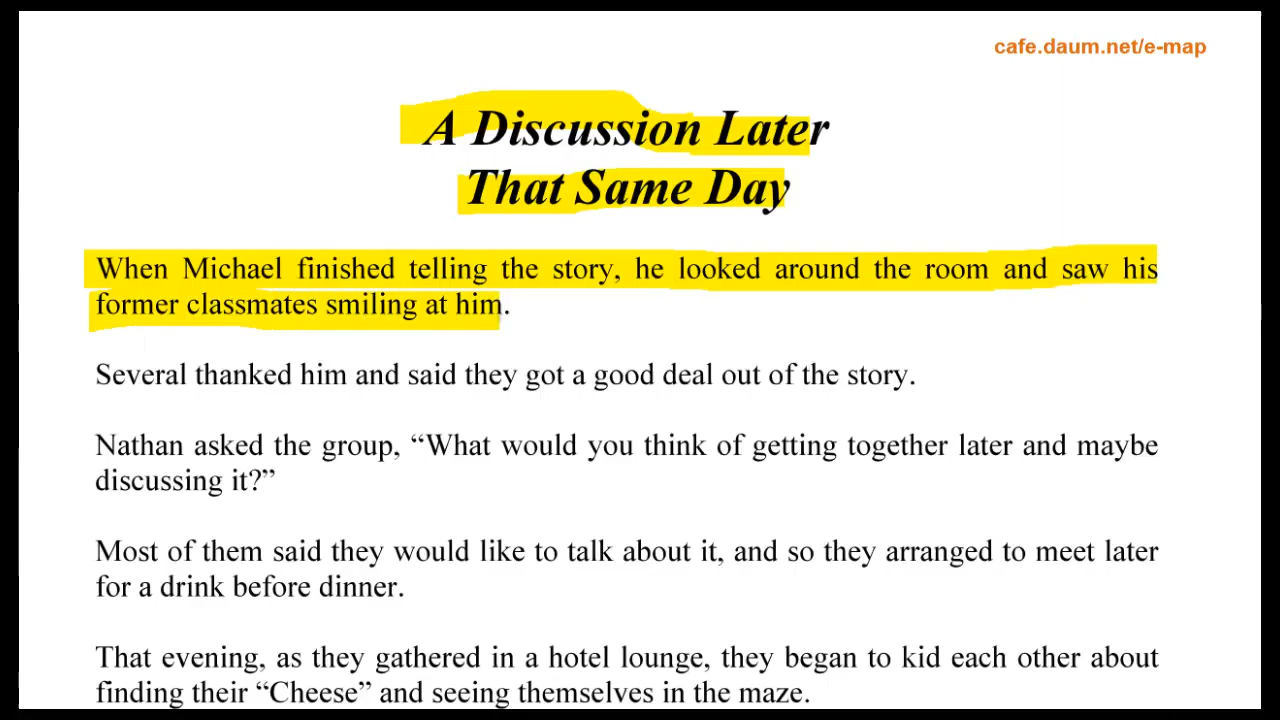 cafe.daum.net/e-map
A Discussion Later
That Same Day
When Michael finished telling the story, he looked around the room and saw his
former classmates smiling at him.
Several thanked him and said they got a good deal out of the story.
Nathan asked the group, “What would you think of getting together later and maybe
discussing it?”
Most of them said they would like to talk about it, and so they arranged to meet later
for a drink before dinner.
That evening, as they gathered in a hotel lounge, they began to kid each other about
finding their “Cheese” and seeing themselves in the maze.